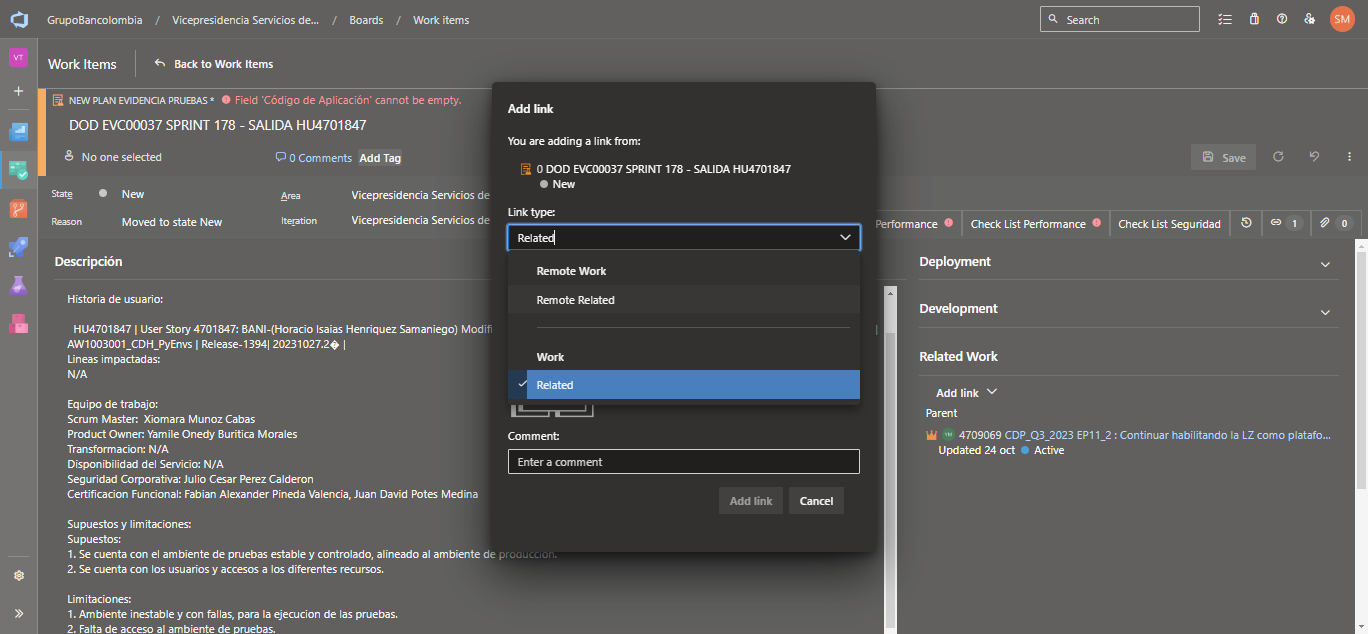 GrupoBancolombia / Vicepresidencia Servicios de... / Boards / Work items
Search
SM
VT
Work Items
Back to Work Items
NEW PLAN EVIDENCIA PRUEBAS * Field 'Código de Aplicación' cannot be empty.
DOD EVC00037 SPRINT 178 - SALIDA HU4701847
No one selected
0 Comments
Add Tag
Save
State
New
Area
Vicepresidencia Servicios de
Reason
Moved to state New
Iteration
Vicepresidencia Servicios de
Performance
Check List Performance
Check List Seguridad
1
0
Descripción
Historia de usuario:
HU4701847 | User Story 4701847: BANI-(Horacio Isaias Henriquez Samaniego) Modifi
AW1003001_CDH_PyEnvs | Release-1394| 20231027.2� |
Lineas impactadas:
N/A
Equipo de trabajo:
Scrum Master: Xiomara Munoz Cabas
Product Owner: Yamile Onedy Buritica Morales
Transformacion: N/A
Disponibilidad del Servicio: N/A
Seguridad Corporativa: Julio Cesar Perez Calderon
Certificacion Funcional: Fabian Alexander Pineda Valencia, Juan David Potes Medina
Supuestos y limitaciones:
Supuestos:
1. Se cuenta con el ambiente de pruebas estable y controlado, alineado al ambiente de produccion.
2. Se cuenta con los usuarios y accesos a los diferentes recursos.
Limitaciones:
1. Ambiente inestable y con fallas, para la ejecucion de las pruebas.
2. Falta de acceso al ambiente de pruebas.
Add link
You are adding a link from:
0 DOD EVC00037 SPRINT 178 - SALIDA HU4701847
New
Link type:
Related
Remote Work
Remote Related
Work
Related
Comment:
Enter a comment
Add link
Cancel
Deployment
Development
Related Work
Add link
Parent
YM 4709069 CDP_Q3_2023 EP11_2 : Continuar habilitando la LZ como platafo...
Updated 24 oct Active